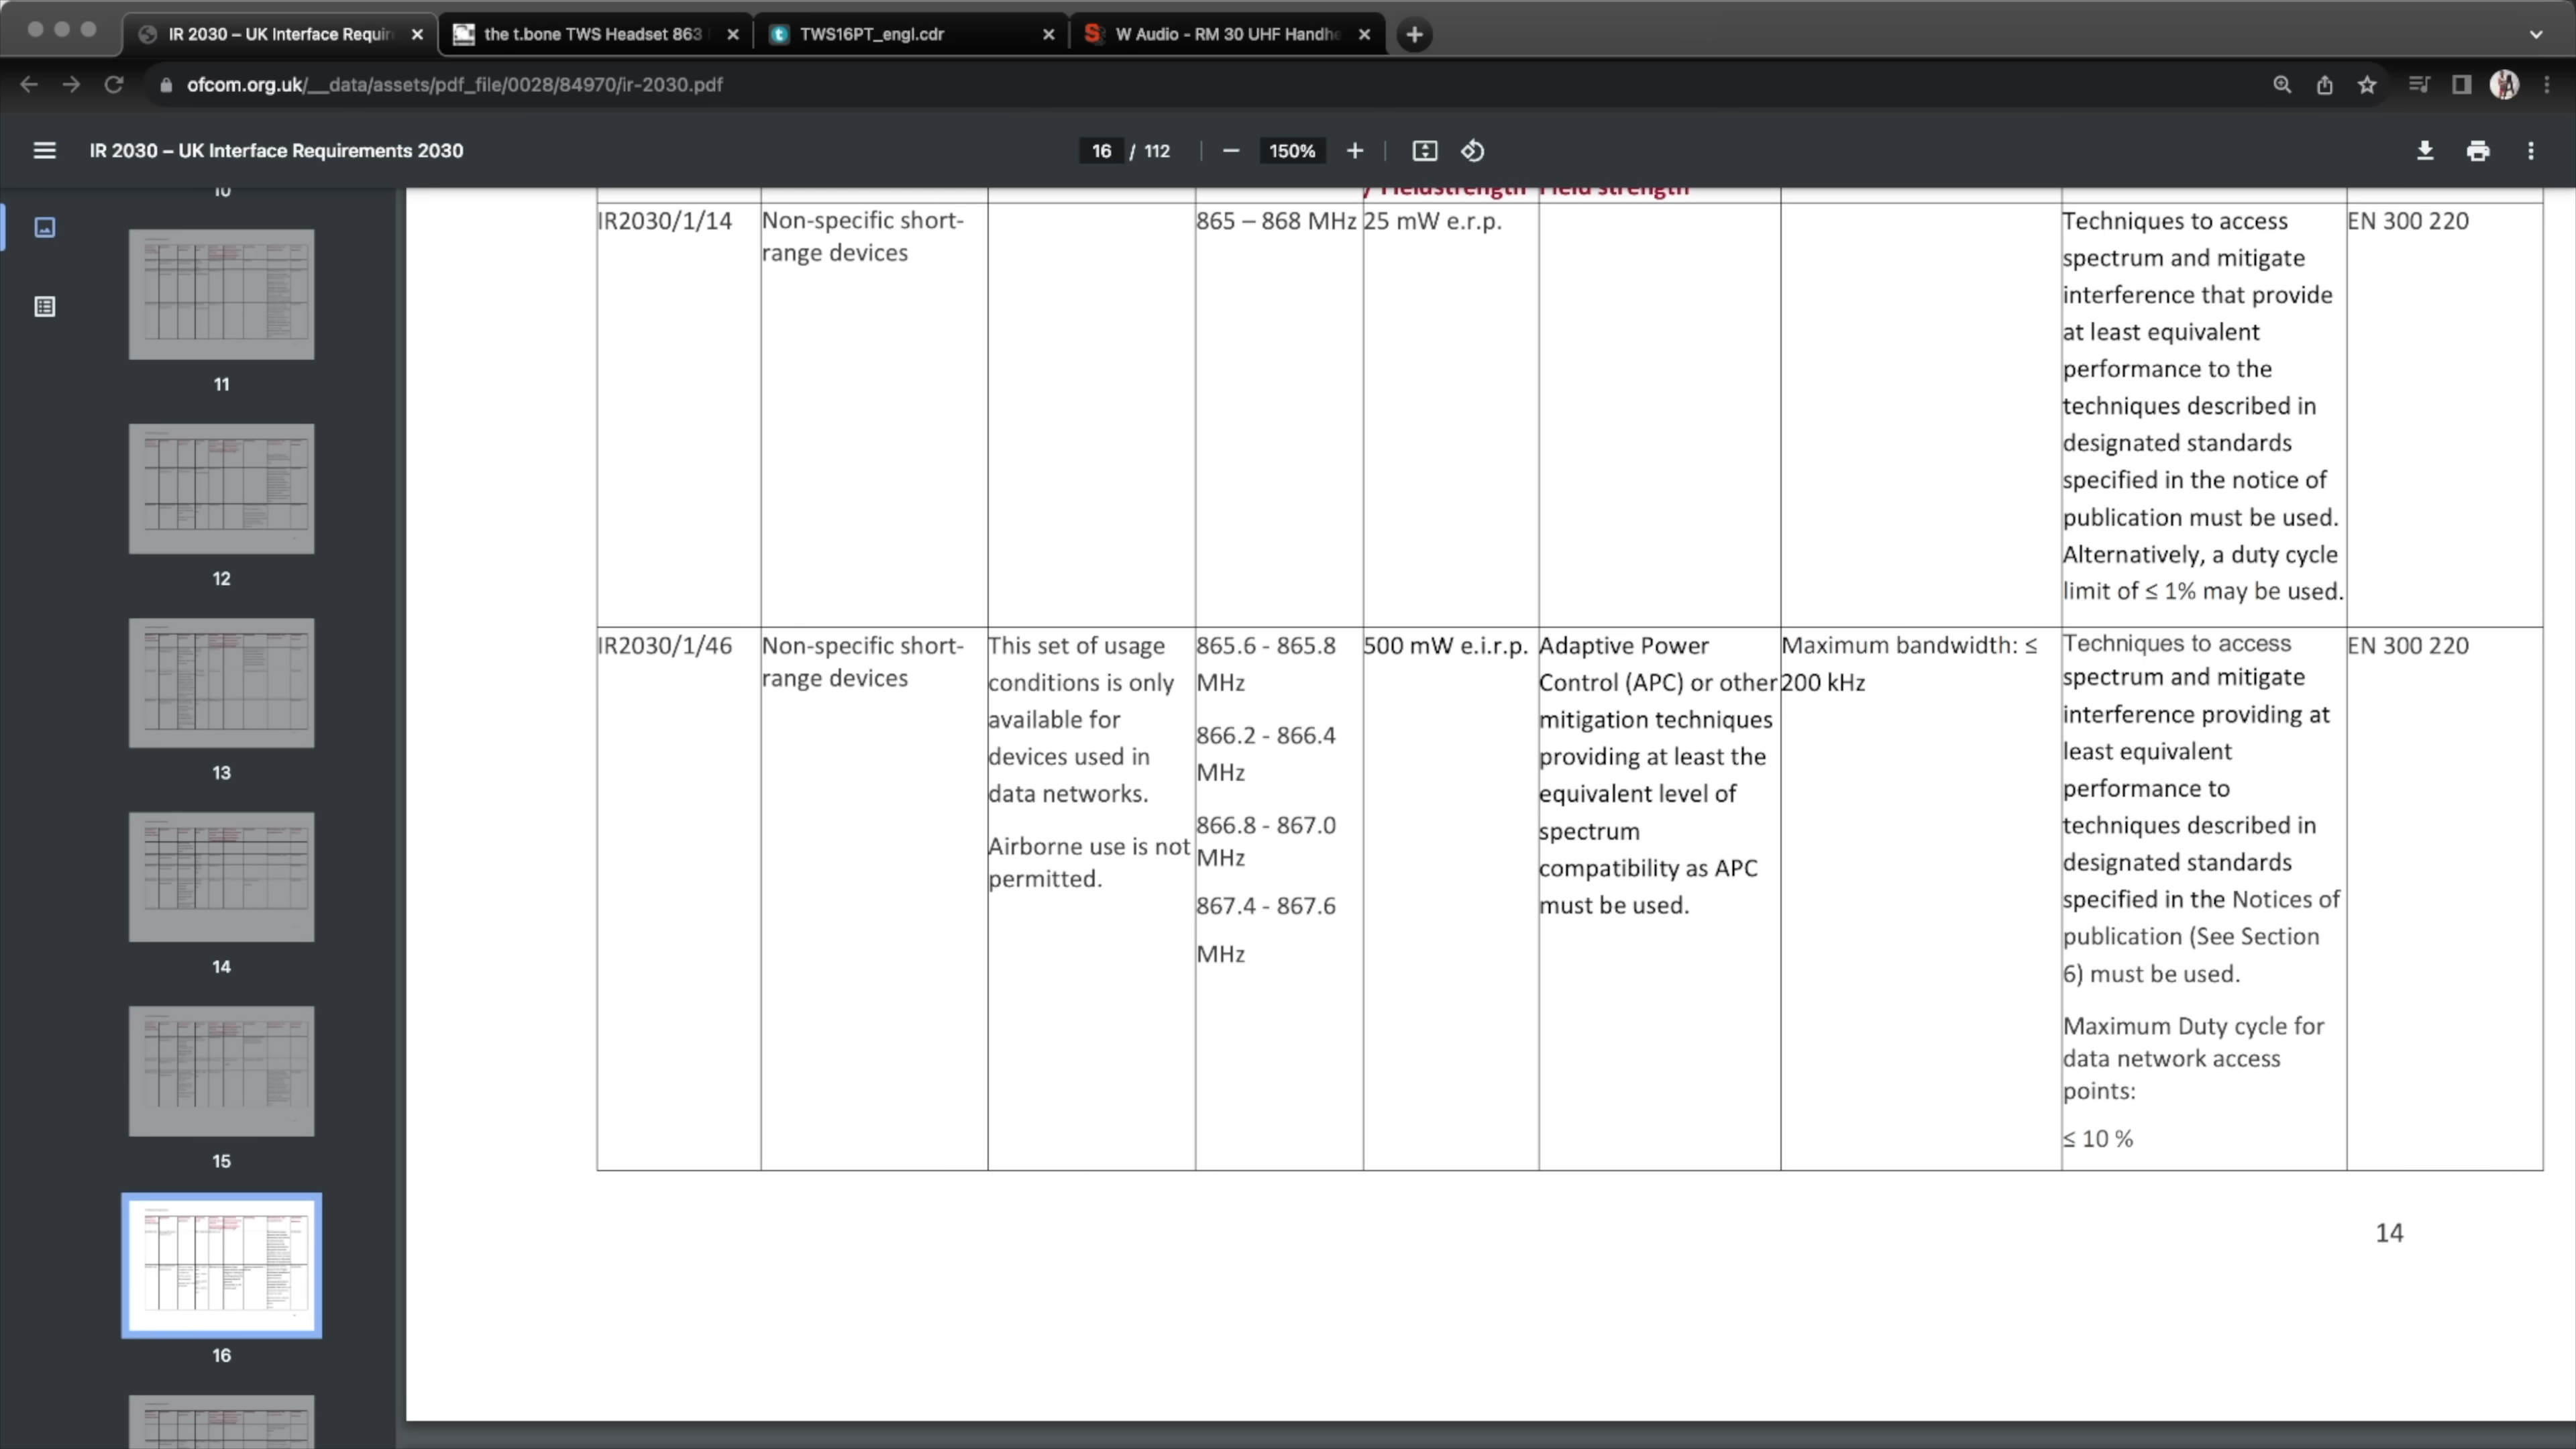 IR 2030 – UK Interface Requir
the t.bone TWS Headset 863
TWS16PT_engl.cdr
W Audio - RM 30 UHF Handhe
ofcom.org.uk/__data/assets/pdf_file/0028/84970/ir-2030.pdf
IR 2030 – UK Interface Requirements 2030
16 / 112
150%
10
11
12
13
14
15
16
/ Fieldstrength
Field strength
IR2030/1/14
Non-specific short-
range devices
865 – 868 MHz
25 mW e.r.p.
Techniques to access
spectrum and mitigate
interference that provide
at least equivalent
performance to the
techniques described in
designated standards
specified in the notice of
publication must be used.
Alternatively, a duty cycle
limit of ≤ 1% may be used.
EN 300 220
IR2030/1/46
Non-specific short-
range devices
This set of usage
conditions is only
available for
devices used in
data networks.
Airborne use is not
permitted.
865.6 - 865.8
MHz
866.2 - 866.4
MHz
866.8 - 867.0
MHz
867.4 - 867.6
MHz
500 mW e.i.r.p.
Adaptive Power
Control (APC) or other
mitigation techniques
providing at least the
equivalent level of
spectrum
compatibility as APC
must be used.
Maximum bandwidth: ≤
200 kHz
Techniques to access
spectrum and mitigate
interference providing at
least equivalent
performance to
techniques described in
designated standards
specified in the Notices of
publication (See Section
6) must be used.
Maximum Duty cycle for
data network access
points:
≤ 10 %
EN 300 220
14